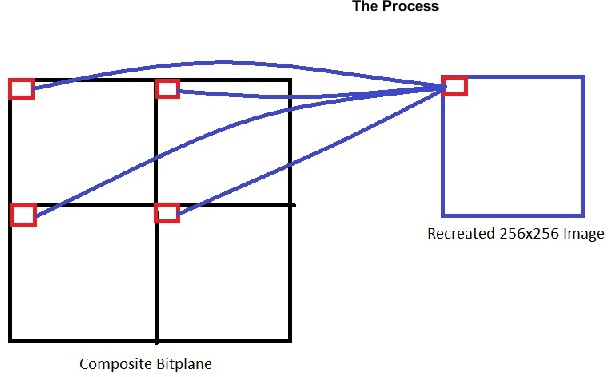 The Process
Recreated 256x256 Image
Composite Bitplane